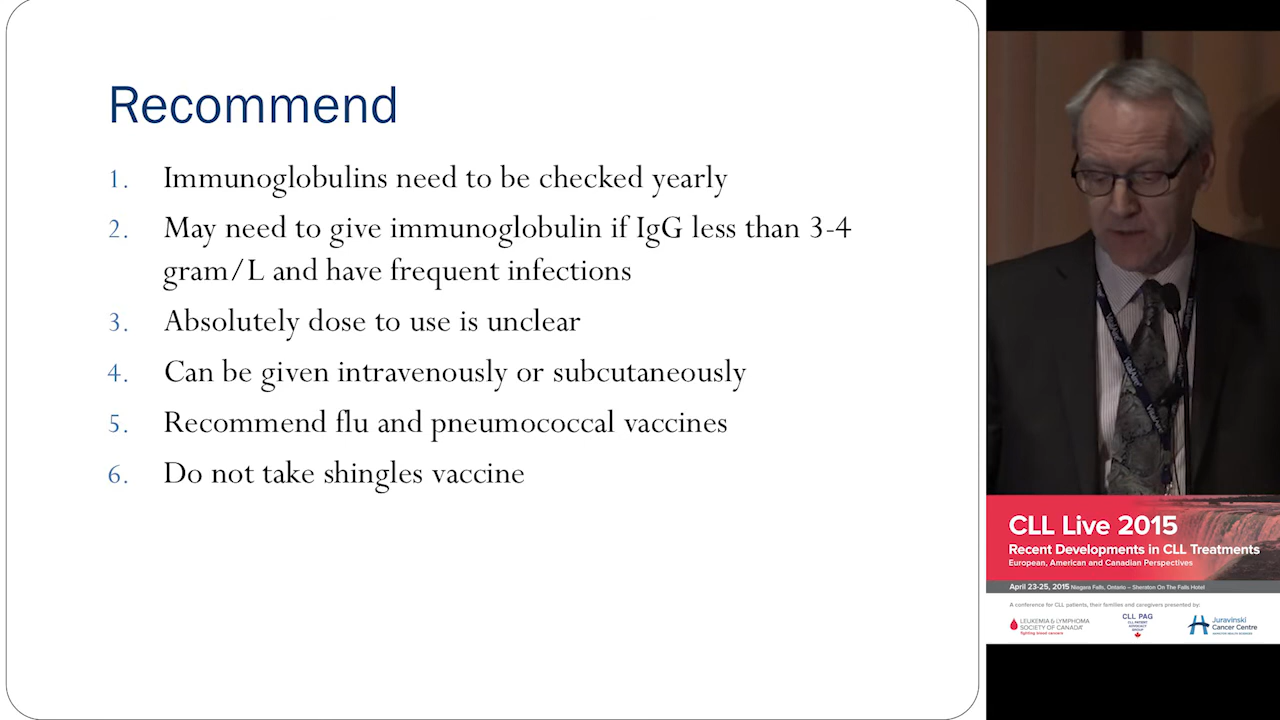 Recommend
1. Immunoglobulins need to be checked yearly
2. May need to give immunoglobulin if IgG less than 3-4
gram/L and have frequent infections
3. Absolutely dose to use is unclear
4. Can be given intravenously or subcutaneously
5. Recommend flu and pneumococcal vaccines
6. Do not take shingles vaccine
CLL Live 2015
Recent Developments in CLL Treatments
European, American and Canadian Perspectives
April 23-25, 2015 Niagara Falls, Ontario – Sheraton On The Falls Hotel
A conference for CLL patients, their families and caregivers presented by:
LEUKEMIA & LYMPHOMA
SOCIETY OF CANADA
fighting blood cancers
CLL PAG
CLL PATIENT
ADVOCACY
GROUP
Juravinski
Cancer Centre